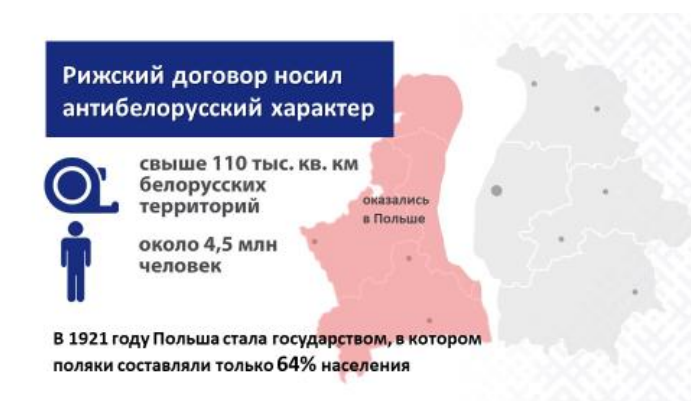 Рижский договор носил
антибелорусский характер
свыше 110 тыс. кв. км
белорусских
территорий
оказались
в Польше
около 4,5 млн
человек
В 1921 году Польша стала государством, в котором
поляки составляли только 64% населения